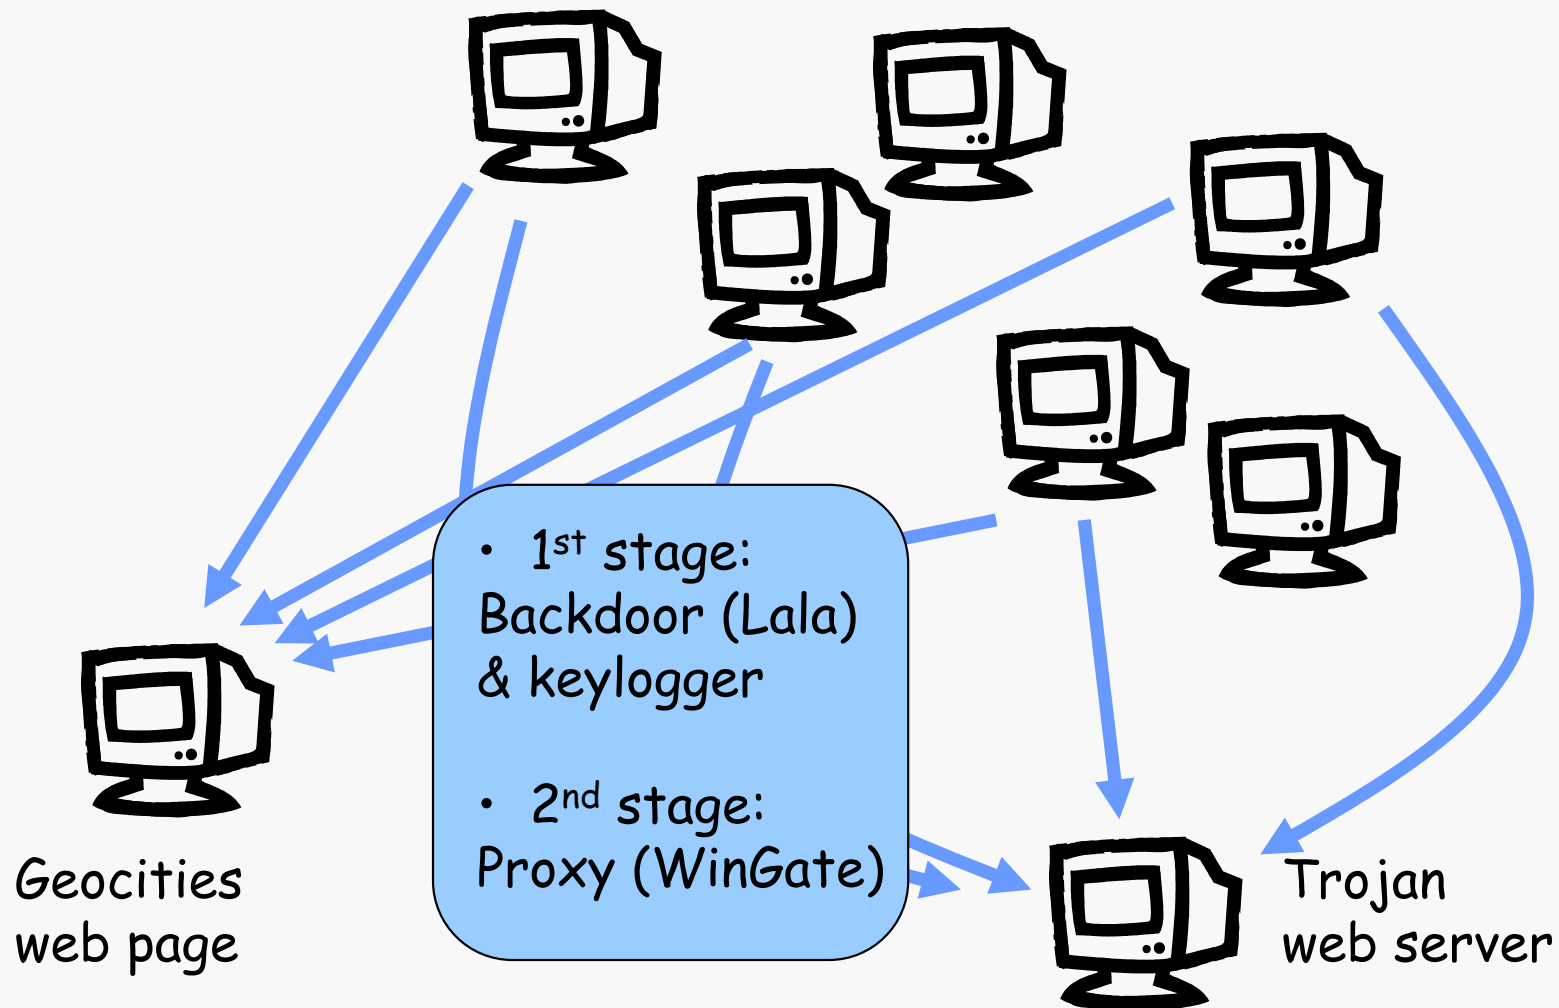 • 1st stage:
Backdoor (Lala)
& keylogger
• 2nd stage:
Proxy (WinGate)
Geocities
web page
Trojan
web server